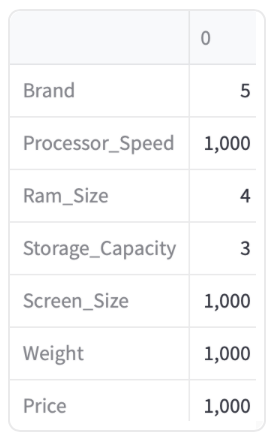 0
Brand 5
Processor_Speed 1,000
Ram_Size 4
Storage_Capacity 3
Screen_Size 1,000
Weight 1,000
Price 1,000